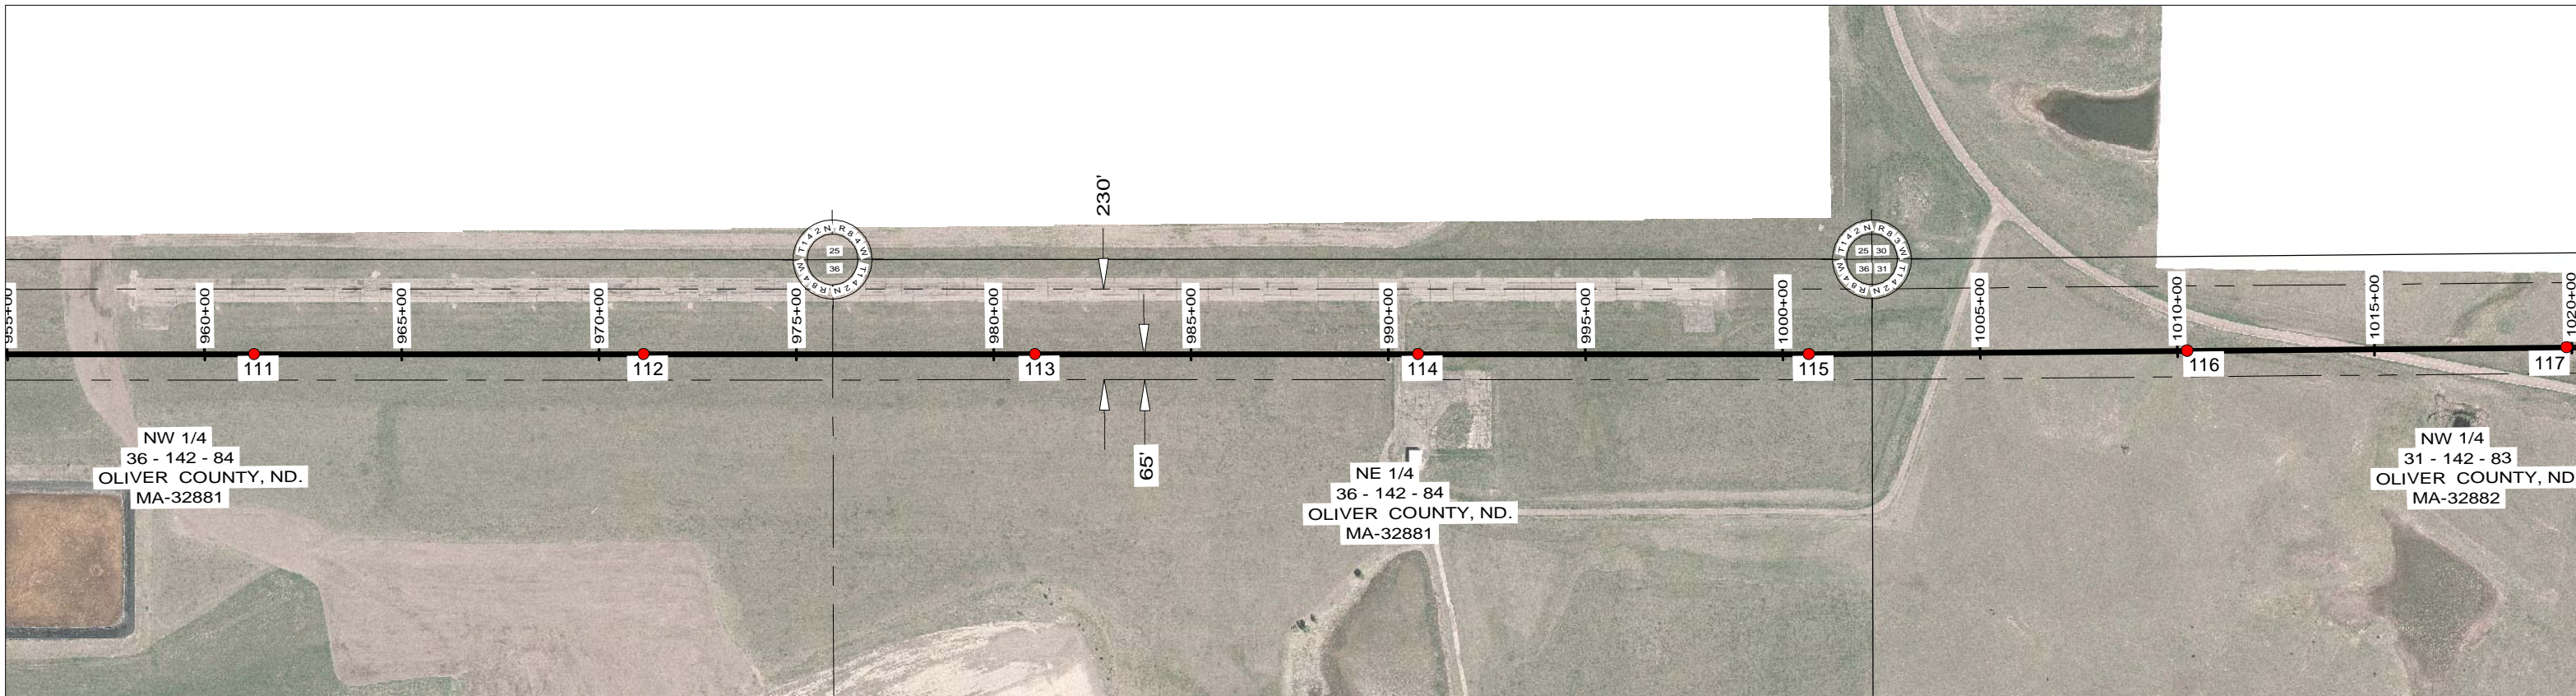 230'
T142N R84W
25
36
T142N R84W
T142N R83W
25 30
36 31
T142N R84W
955+00
960+00
965+00
970+00
975+00
980+00
985+00
990+00
995+00
1000+00
1005+00
1010+00
1015+00
1020+00
111
112
113
114
115
116
117
65'
NW 1/4
36 - 142 - 84
OLIVER COUNTY, ND.
MA-32881
NE 1/4
36 - 142 - 84
OLIVER COUNTY, ND.
MA-32881
NW 1/4
31 - 142 - 83
OLIVER COUNTY, ND
MA-32882